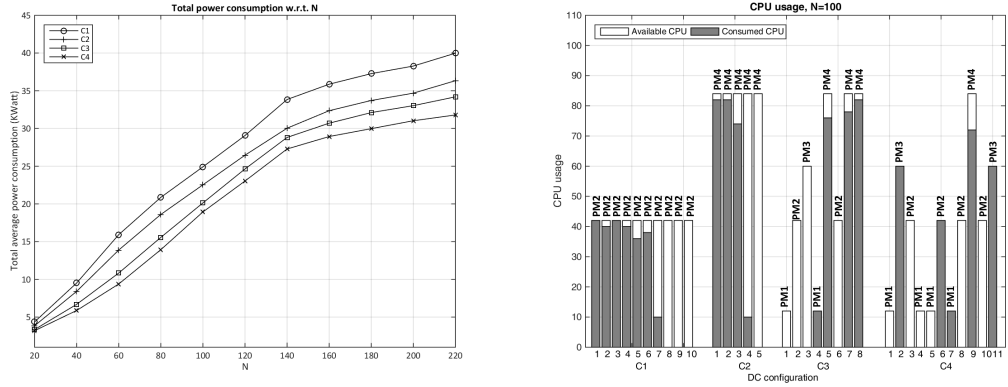 Total power consumption w.r.t. N
C1
C2
C3
C4
45
40
35
30
25
20
15
10
5
Total average power consumption (KWatt)
20 40 60 80 100 120 140 160 180 200 220
N
CPU usage, N=100
Available CPU Consumed CPU
110
100
90
80
70
60
50
40
30
20
10
0
CPU usage
PM2 PM2 PM2 PM2 PM2 PM2 PM2 PM2 PM2 PM2
PM4 PM4 PM4 PM4 PM4
PM1 PM2 PM3 PM1 PM4 PM2 PM4 PM4
PM1 PM3 PM2 PM1 PM1 PM2 PM1 PM2 PM4 PM2 PM3
1 2 3 4 5 6 7 8 9 10 1 2 3 4 5 1 2 3 4 5 6 7 8 1 2 3 4 5 6 7 8 9 10 11
C1 C2 C3 C4
DC configuration